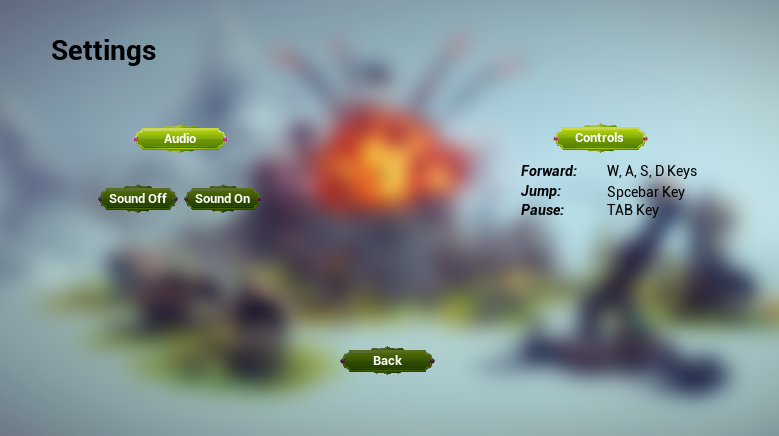 Settings
Audio
Sound Off
Sound On
Controls
Forward: W, A, S, D Keys
Jump: Spcebar Key
Pause: TAB Key
Back